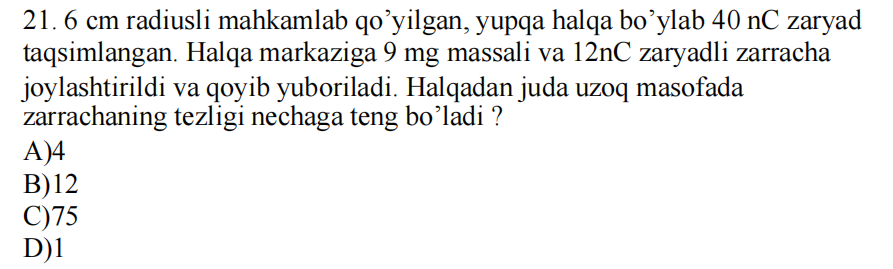 21. 6 cm radiusli mahkamlab qo’yilgan, yupqa halqa bo’ylab 40 nC zaryad
taqsimlangan. Halqa markaziga 9 mg massali va 12nC zaryadli zarracha
joylashtirildi va qoyib yuboriladi. Halqadan juda uzoq masofada
zarrachaning tezligi nechaga teng bo’ladi ?
A)4
B)12
C)75
D)1